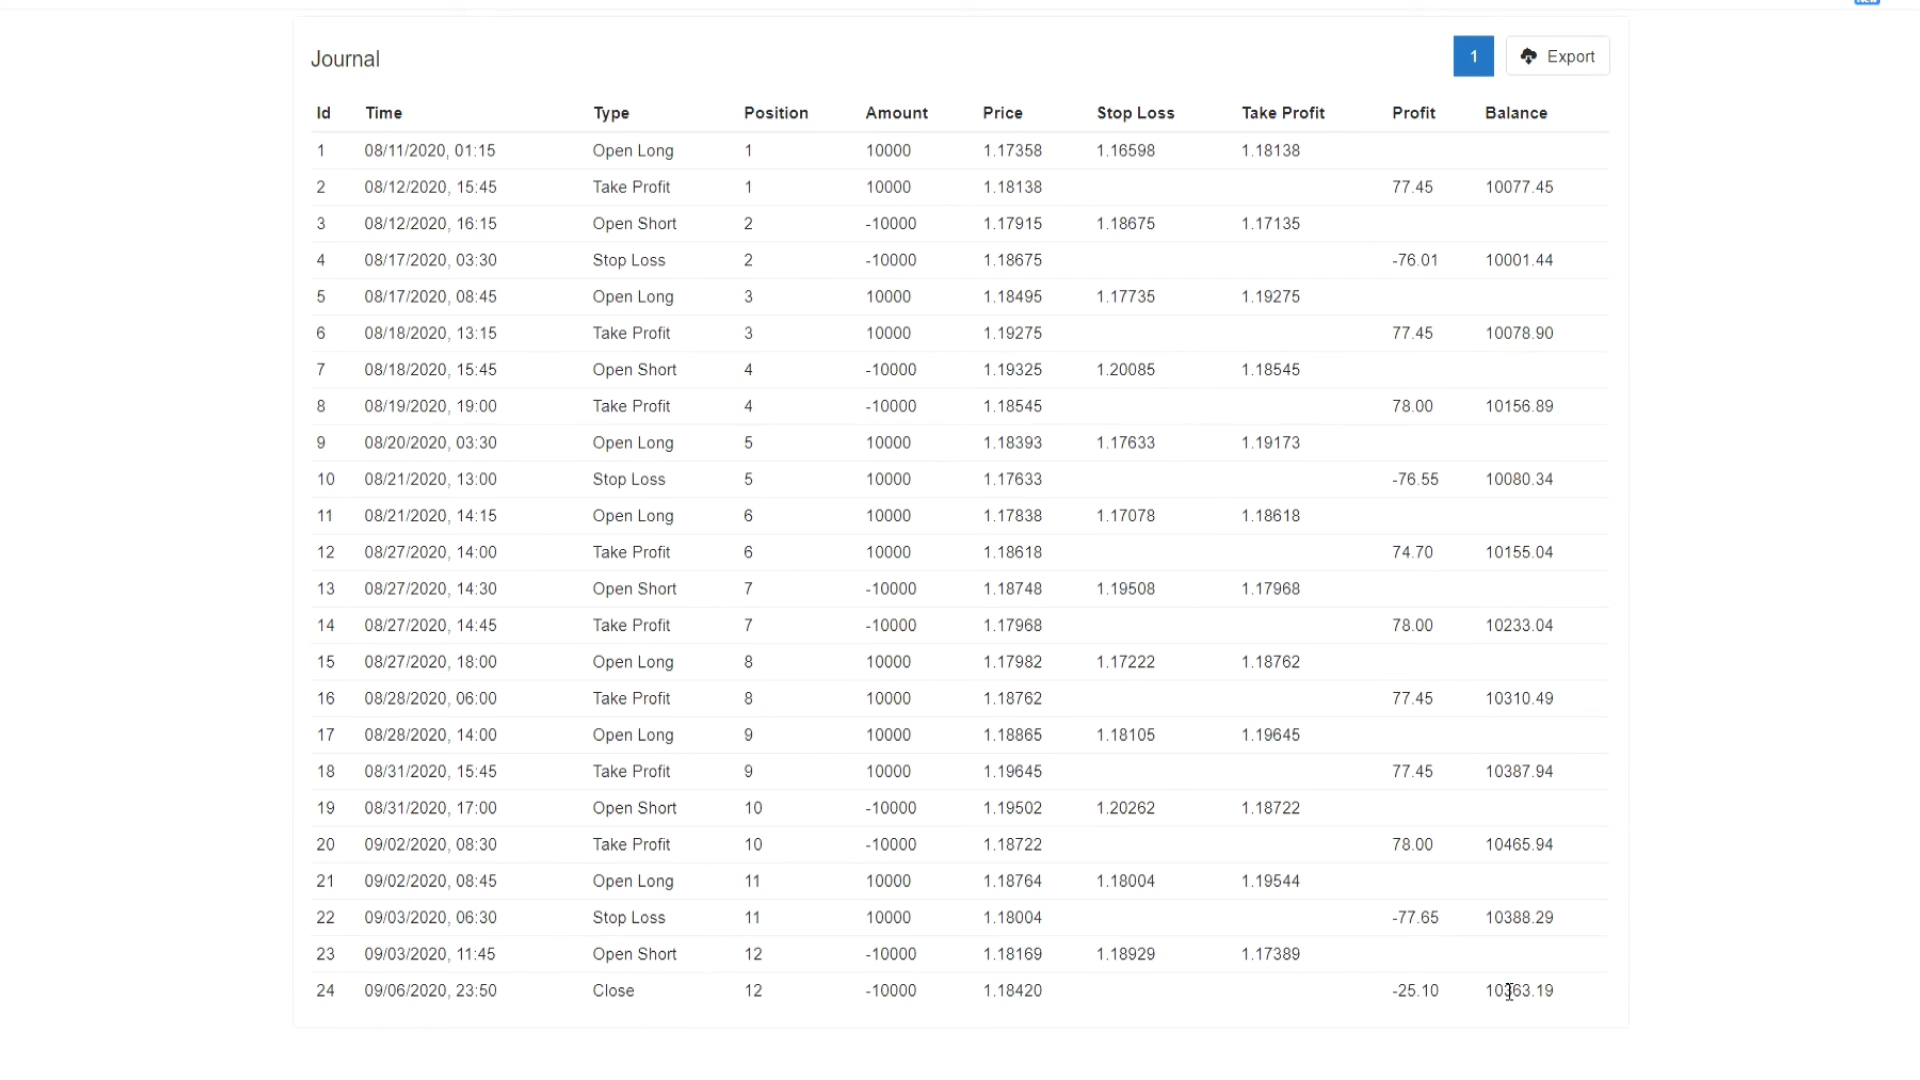 New
Journal
1 Export
Id Time Type Position Amount Price Stop Loss Take Profit Profit Balance
1 08/11/2020, 01:15 Open Long 1 10000 1.17358 1.16598 1.18138
2 08/12/2020, 15:45 Take Profit 1 10000 1.18138 77.45 10077.45
3 08/12/2020, 16:15 Open Short 2 -10000 1.17915 1.18675 1.17135
4 08/17/2020, 03:30 Stop Loss 2 -10000 1.18675 -76.01 10001.44
5 08/17/2020, 08:45 Open Long 3 10000 1.18495 1.17735 1.19275
6 08/18/2020, 13:15 Take Profit 3 10000 1.19275 77.45 10078.90
7 08/18/2020, 15:45 Open Short 4 -10000 1.19325 1.20085 1.18545
8 08/19/2020, 19:00 Take Profit 4 -10000 1.18545 78.00 10156.89
9 08/20/2020, 03:30 Open Long 5 10000 1.18393 1.17633 1.19173
10 08/21/2020, 13:00 Stop Loss 5 10000 1.17633 -76.55 10080.34
11 08/21/2020, 14:15 Open Long 6 10000 1.17838 1.17078 1.18618
12 08/27/2020, 14:00 Take Profit 6 10000 1.18618 74.70 10155.04
13 08/27/2020, 14:30 Open Short 7 -10000 1.18748 1.19508 1.17968
14 08/27/2020, 14:45 Take Profit 7 -10000 1.17968 78.00 10233.04
15 08/27/2020, 18:00 Open Long 8 10000 1.17982 1.17222 1.18762
16 08/28/2020, 06:00 Take Profit 8 10000 1.18762 77.45 10310.49
17 08/28/2020, 14:00 Open Long 9 10000 1.18865 1.18105 1.19645
18 08/31/2020, 15:45 Take Profit 9 10000 1.19645 77.45 10387.94
19 08/31/2020, 17:00 Open Short 10 -10000 1.19502 1.20262 1.18722
20 09/02/2020, 08:30 Take Profit 10 -10000 1.18722 78.00 10465.94
21 09/02/2020, 08:45 Open Long 11 10000 1.18764 1.18004 1.19544
22 09/03/2020, 06:30 Stop Loss 11 10000 1.18004 -77.65 10388.29
23 09/03/2020, 11:45 Open Short 12 -10000 1.18169 1.18929 1.17389
24 09/06/2020, 23:50 Close 12 -10000 1.18420 -25.10 10363.19